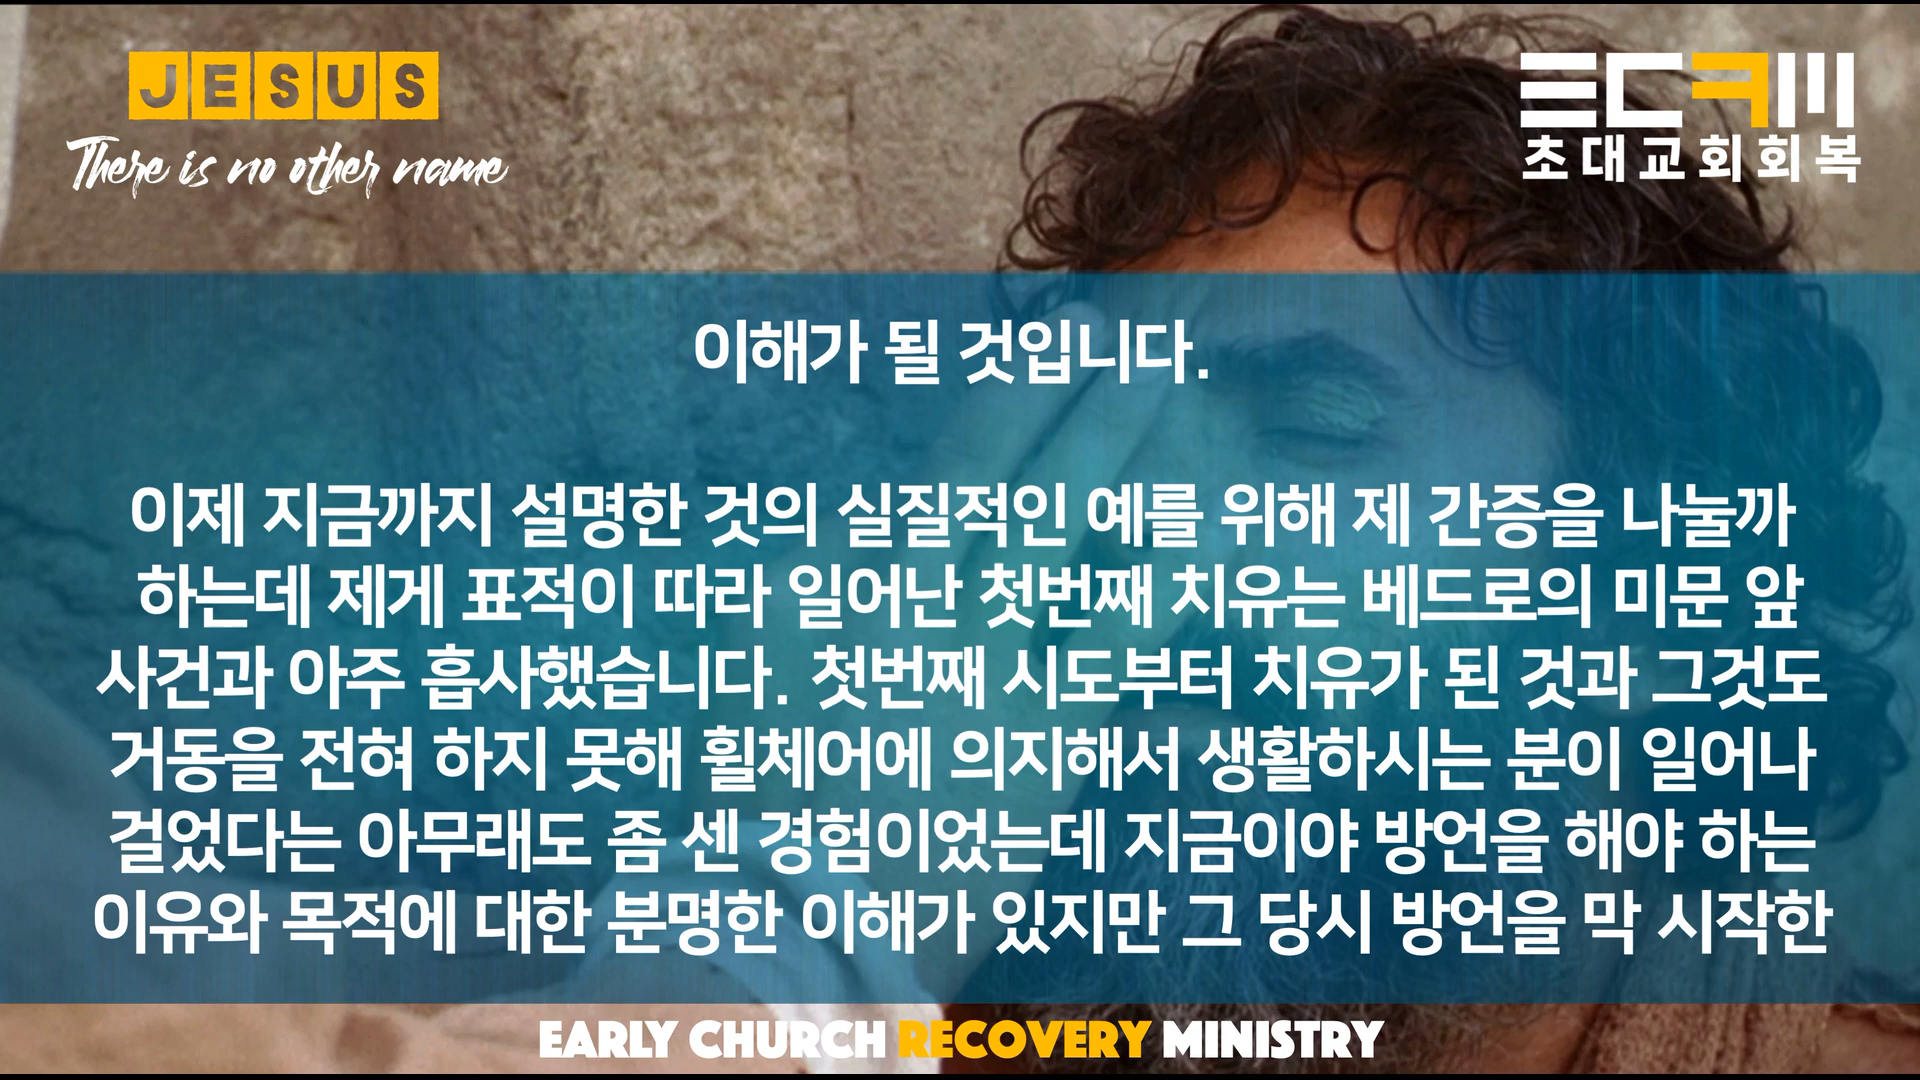 JESUS
There is no other name
초대교회회복
이해가 될 것입니다.
이제 지금까지 설명한 것의 실질적인 예를 위해 제 간증을 나눌까
하는데 제게 표적이 따라 일어난 첫번째 치유는 베드로의 미문 앞
사건과 아주 흡사했습니다. 첫번째 시도부터 치유가 된 것과 그것도
거동을 전혀 하지 못해 휠체어에 의지해서 생활하시는 분이 일어나
걸었다는 아무래도 좀 센 경험이었는데 지금이야 방언을 해야 하는
이유와 목적에 대한 분명한 이해가 있지만 그 당시 방언을 막 시작한
EARLY CHURCH RECOVERY MINISTRY